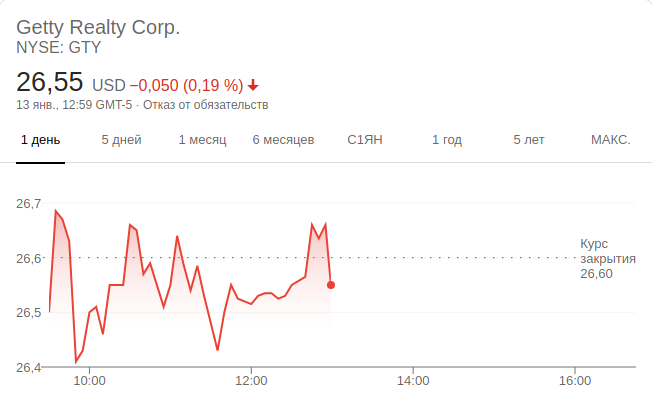 Getty Realty Corp.
NYSE: GTY
26,55 USD −0,050 (0,19 %)
13 янв., 12:59 GMT-5 · Отказ от обязательств
1 день 5 дней 1 месяц 6 месяцев С1ЯН 1 год 5 лет МАКС.
26,7
26,6
26,5
26,4
Курс
закрытия
26,60
10:00 12:00 14:00 16:00